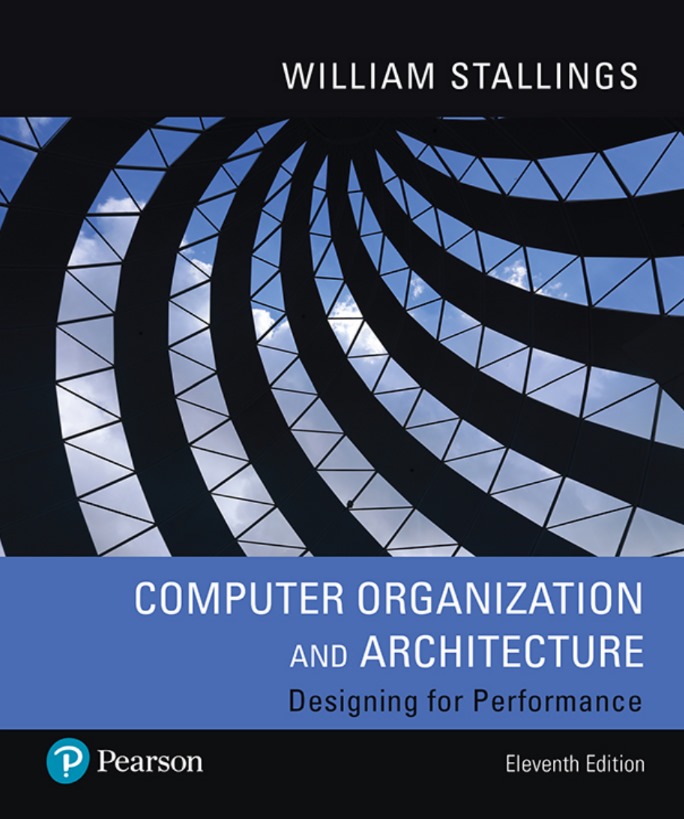 WILLIAM STALLINGS
COMPUTER ORGANIZATION
AND ARCHITECTURE
Designing for Performance
Pearson
Eleventh Edition